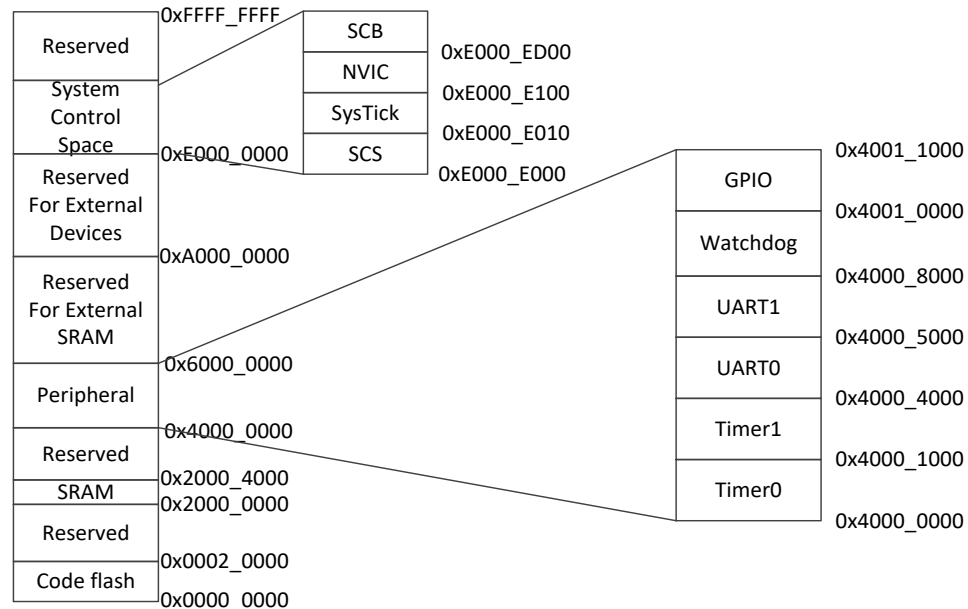 0xFFFF_FFFF
Reserved
System
Control
Space
0xE000_0000
Reserved
For External
Devices
0xA000_0000
Reserved
For External
SRAM
0x6000_0000
Peripheral
0x4000_0000
Reserved
0x2000_4000
SRAM
0x2000_0000
Reserved
0x0002_0000
Code flash
0x0000_0000
SCB
0xE000_ED00
NVIC
0xE000_E100
SysTick
0xE000_E010
SCS
0xE000_E000
0x4001_1000
GPIO
0x4001_0000
Watchdog
0x4000_8000
UART1
0x4000_5000
UART0
0x4000_4000
Timer1
0x4000_1000
Timer0
0x4000_0000